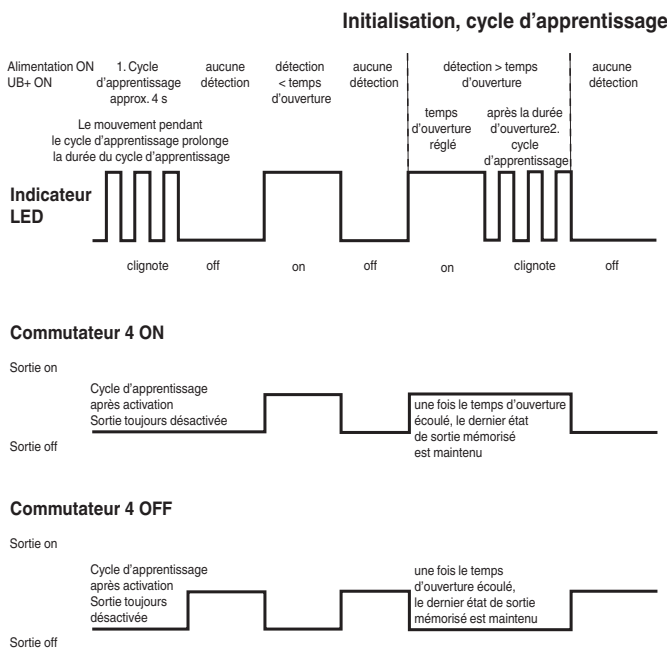 Initialisation, cycle d'apprentissage
Alimentation ON
UB+ ON
1. Cycle
d'apprentissage
approx. 4 s
aucune
détection
détection
< temps
d'ouverture
aucune
détection
détection > temps
d'ouverture
aucune
détection
temps
d'ouverture
réglé
après la durée
d'ouverture2.
cycle
d'apprentissage
Le mouvement pendant
le cycle d'apprentissage prolonge
la durée du cycle d'apprentissage
Indicateur
LED
clignote
off
on
off
on
clignote
off
Commutateur 4 ON
Sortie on
Cycle d'apprentissage
après activation
Sortie toujours désactivée
une fois le temps d'ouverture
écoulé, le dernier état
de sortie mémorisé
est maintenu
Sortie off
Commutateur 4 OFF
Sortie on
Cycle d'apprentissage
après activation
Sortie toujours
désactivée
une fois le temps
d'ouverture écoulé,
le dernier état de sortie
mémorisé est maintenu
Sortie off